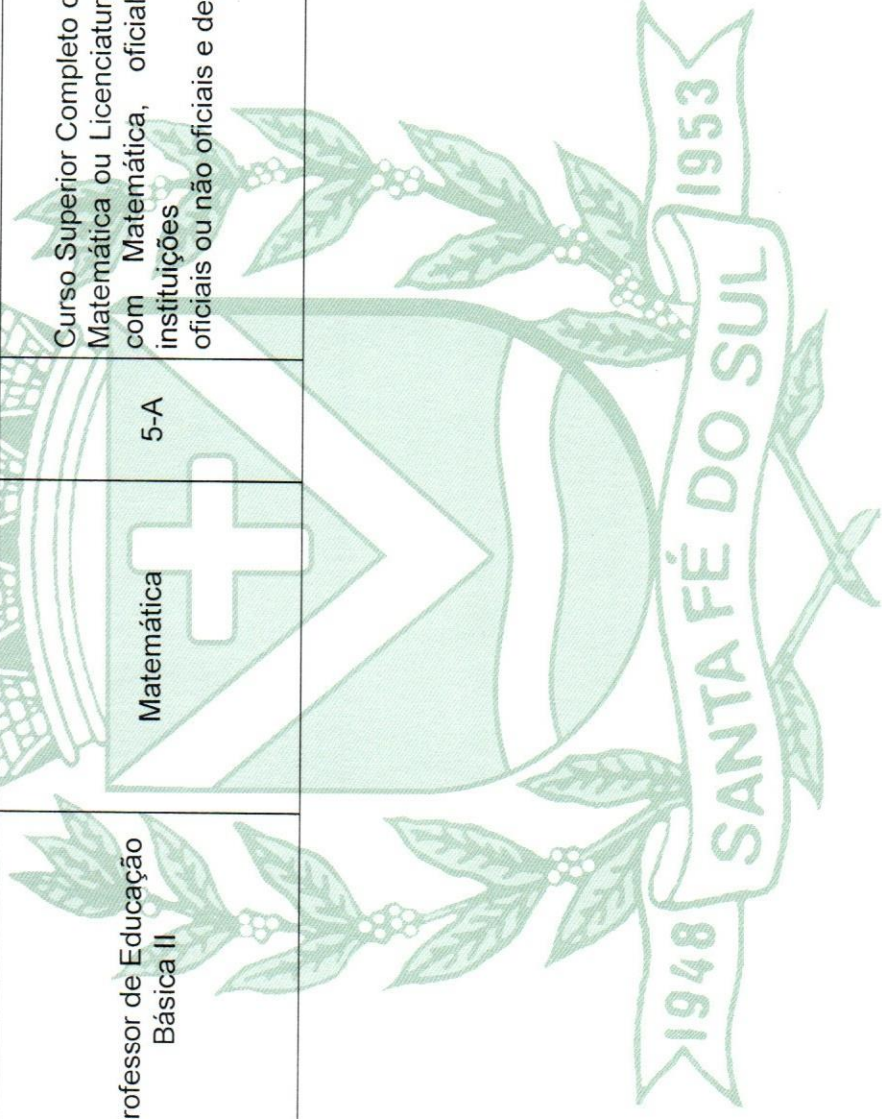 rofessor de Educação
Básica II
Matemática
5-A
Curso Superior Completo
Matemática ou Licenciatur
com Matemática, oficial
instituições
oficiais ou não oficiais e de
1948
SANTA FÉ DO SUL
1953